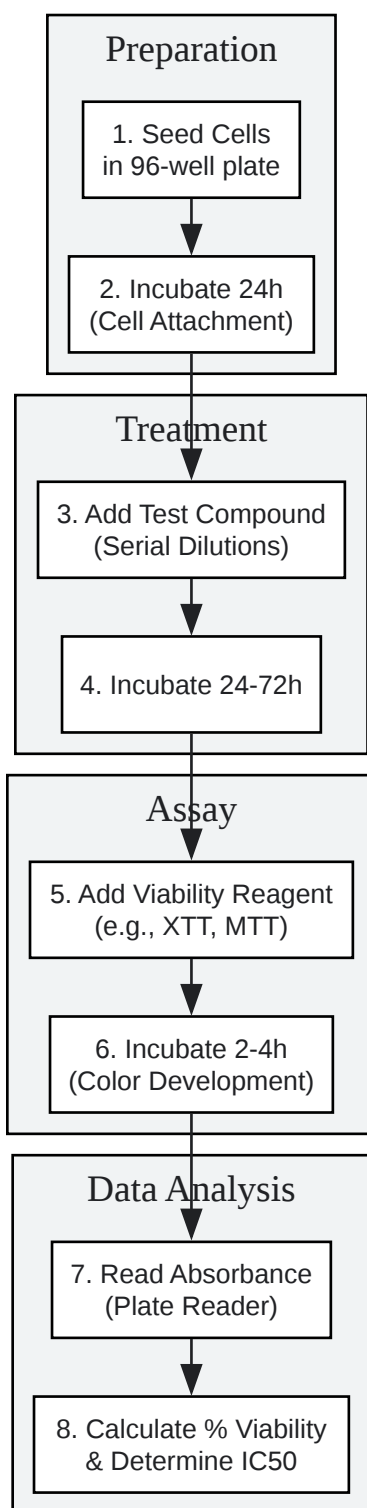 Preparation
1. Seed Cells
in 96-well plate
2. Incubate 24h
(Cell Attachment)
Treatment
3. Add Test Compound
(Serial Dilutions)
4. Incubate 24-72h
Assay
5. Add Viability Reagent
(e.g., XTT, MTT)
6. Incubate 2-4h
(Color Development)
Data Analysis
7. Read Absorbance
(Plate Reader)
8. Calculate % Viability
& Determine IC50